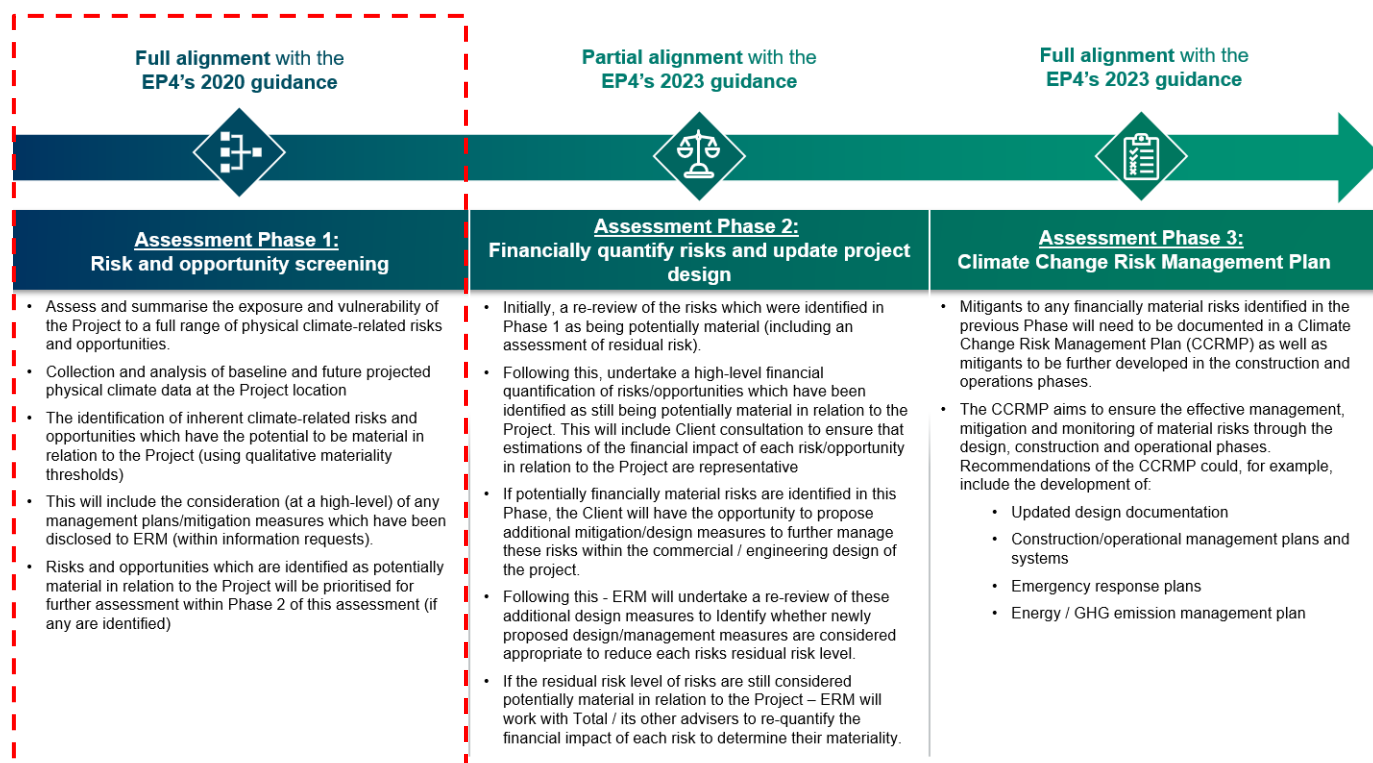 Full alignment with the
EP4's 2020 guidance
Partial alignment with the
EP4's 2023 guidance
Full alignment with the
EP4's 2023 guidance
Assessment Phase 1:
Risk and opportunity screening
• Assess and summarise the exposure and vulnerability of
the Project to a full range of physical climate-related risks
and opportunities.
• Collection and analysis of baseline and future projected
physical climate data at the Project location
• The identification of inherent climate-related risks and
opportunities which have the potential to be material in
relation to the Project (using qualitative materiality
thresholds)
• This will include the consideration (at a high-level) of any
management plans/mitigation measures which have been
disclosed to ERM (within information requests).
• Risks and opportunities which are identified as potentially
material in relation to the Project will be prioritised for
further assessment within Phase 2 of this assessment (if
any are identified)
Assessment Phase 2:
Financially quantify risks and update project
design
• Initially, a re-review of the risks which were identified in
Phase 1 as being potentially material (including an
assessment of residual risk).
• Following this, undertake a high-level financial
quantification of risks/opportunities which have been
identified as still being potentially material in relation to the
Project. This will include Client consultation to ensure that
estimations of the financial impact of each risk/opportunity
in relation to the Project are representative
• If potentially financially material risks are identified in this
Phase, the Client will have the opportunity to propose
additional mitigation/design measures to further manage
these risks within the commercial / engineering design of
the project.
• Following this - ERM will undertake a re-review of these
additional design measures to Identify whether newly
proposed design/management measures are considered
appropriate to reduce each risks residual risk level.
• If the residual risk level of risks are still considered
potentially material in relation to the Project – ERM will
work with Total / its other advisers to re-quantify the
financial impact of each risk to determine their materiality.
Assessment Phase 3:
Climate Change Risk Management Plan
• Mitigants to any financially material risks identified in the
previous Phase will need to be documented in a Climate
Change Risk Management Plan (CCRMP) as well as
mitigants to be further developed in the construction and
operations phases.
• The CCRMP aims to ensure the effective management,
mitigation and monitoring of material risks through the
design, construction and operational phases.
Recommendations of the CCRMP could, for example,
include the development of:
• Updated design documentation
• Construction/operational management plans and
systems
• Emergency response plans
• Energy / GHG emission management plan